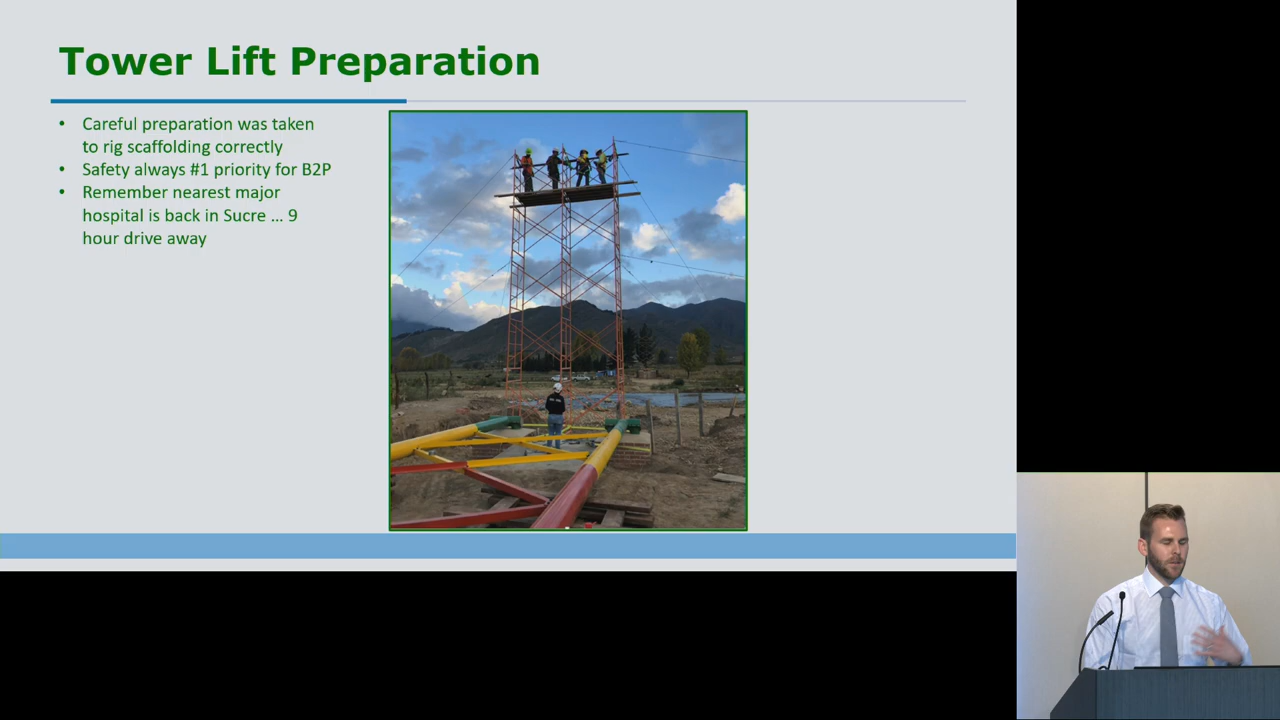 Tower Lift Preparation
• Careful preparation was taken
to rig scaffolding correctly
• Safety always #1 priority for B2P
• Remember nearest major
hospital is back in Sucre ... 9
hour drive away